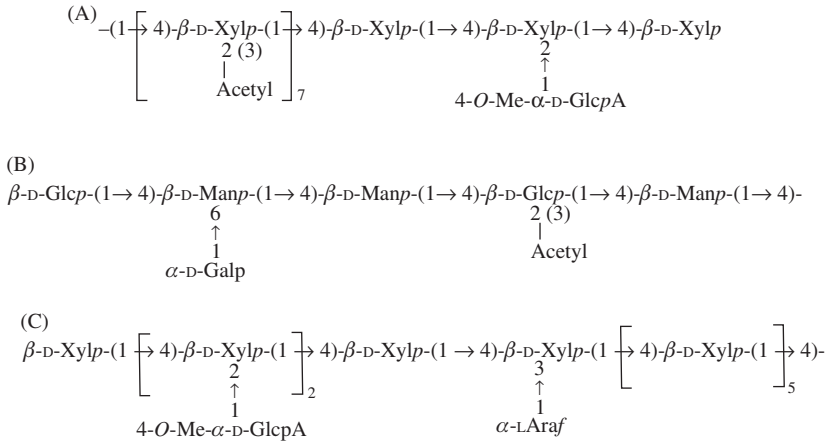 (A)
–(1→ 4)-β-D-Xylp-(1→ 4)-β-D-Xylp-(1→ 4)-β-D-Xylp-(1→ 4)-β-D-Xylp
2 (3) 2
↑
| 1
Acetyl 7
4-O-Me-α-D-GlcpA
(B)
β-D-Glcp-(1→ 4)-β-D-Manp-(1→ 4)-β-D-Manp-(1→ 4)-β-D-Glcp-(1→ 4)-β-D-Manp-(1→ 4)-
6 2 (3)
↑ |
1 Acetyl
α-D-Galp
(C)
β-D-Xylp-(1 → 4)-β-D-Xylp-(1 → 4)-β-D-Xylp-(1 → 4)-β-D-Xylp-(1 → 4)-β-D-Xylp-(1 → 4)-
2 3
↑ 2 ↑ 5
1 1
4-O-Me-α-D-GlcpA α-LAraf